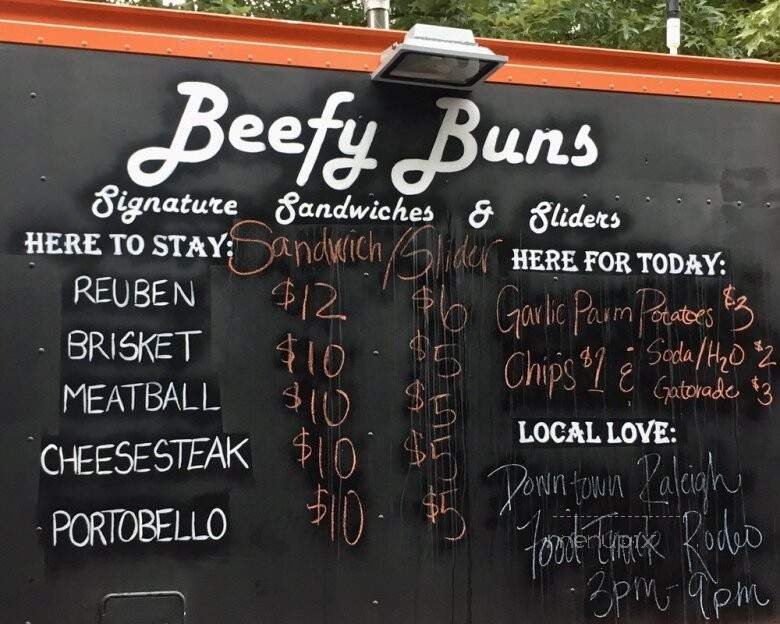 Beefy Buns
Signature Sandwiches & Sliders
HERE TO STAY: Sandwich/Slider
REUBEN $12 $6
BRISKET $10 $5
MEATBALL $10 $5
CHEESESTEAK $10 $5
PORTOBELLO $10 $5
HERE FOR TODAY:
Garlic Parm Potatoes $3
Chips $1 & Soda/H2O $2
Gatorade $3
LOCAL LOVE:
Downtown Raleigh
Food Truck Rodeo
3pm-9pm